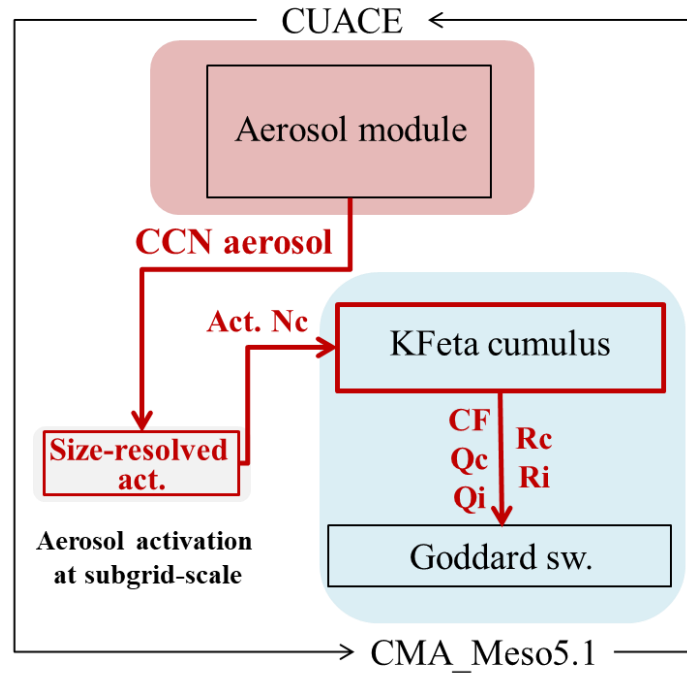 CUACE
Aerosol module
CCN aerosol
Act. Nc
KFeta cumulus
CF
Qc
Qi
Rc
Ri
Size-resolved
act.
Aerosol activation
at subgrid-scale
Goddard sw.
CMA_Meso5.1